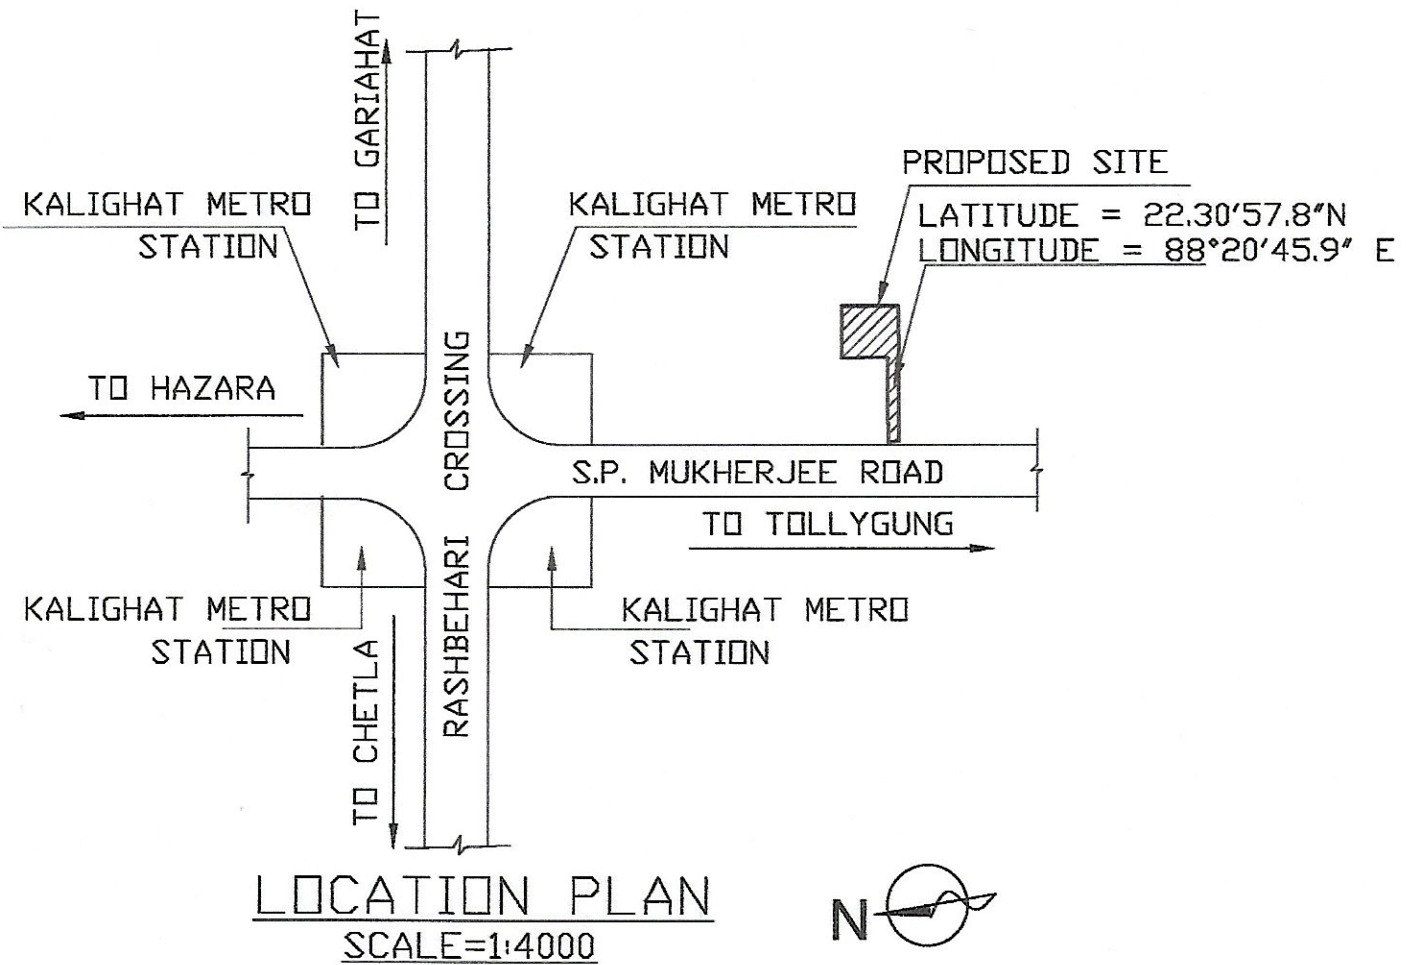 TO GARIAHAT
PROPOSED SITE
LATITUDE = 22.30'57.8"N
LONGITUDE = 88°20'45.9" E
KALIGHAT METRO
STATION
KALIGHAT METRO
STATION
TO HAZARA
RASHBEHARI CROSSING
S.P. MUKHERJEE ROAD
TO TOLLYGUNG
KALIGHAT METRO
STATION
KALIGHAT METRO
STATION
TO CHETLA
LOCATION PLAN
SCALE=1:4000
N